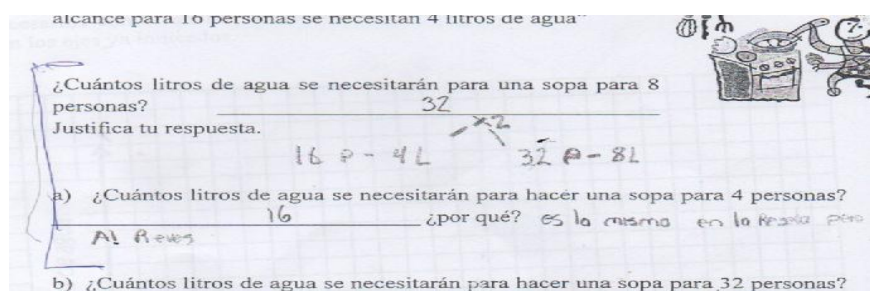 alcance para 16 personas se necesitan 4 litros de agua"
¿Cuántos litros de agua se necesitarán para una sopa para 8
personas? 32
Justifica tu respuesta.
x2
16 P - 4L 32 P - 8L
a) ¿Cuántos litros de agua se necesitarán para hacer una sopa para 4 personas?
16 ¿por qué? es lo mismo en la pero
Al Reves
b) ¿Cuántos litros de agua se necesitarán para hacer una sopa para 32 personas?